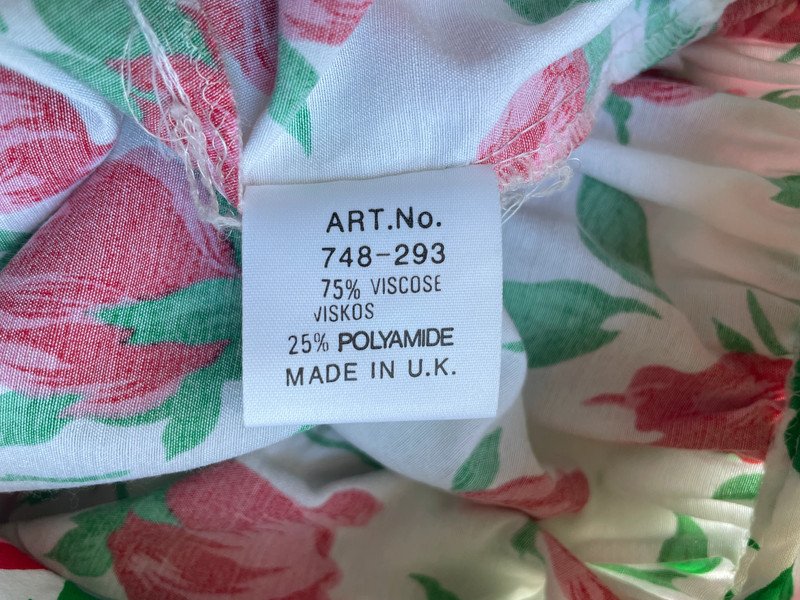 ART.No.
748-293
75% VISCOSE
VISKOS
25% POLYAMIDE
MADE IN U.K.